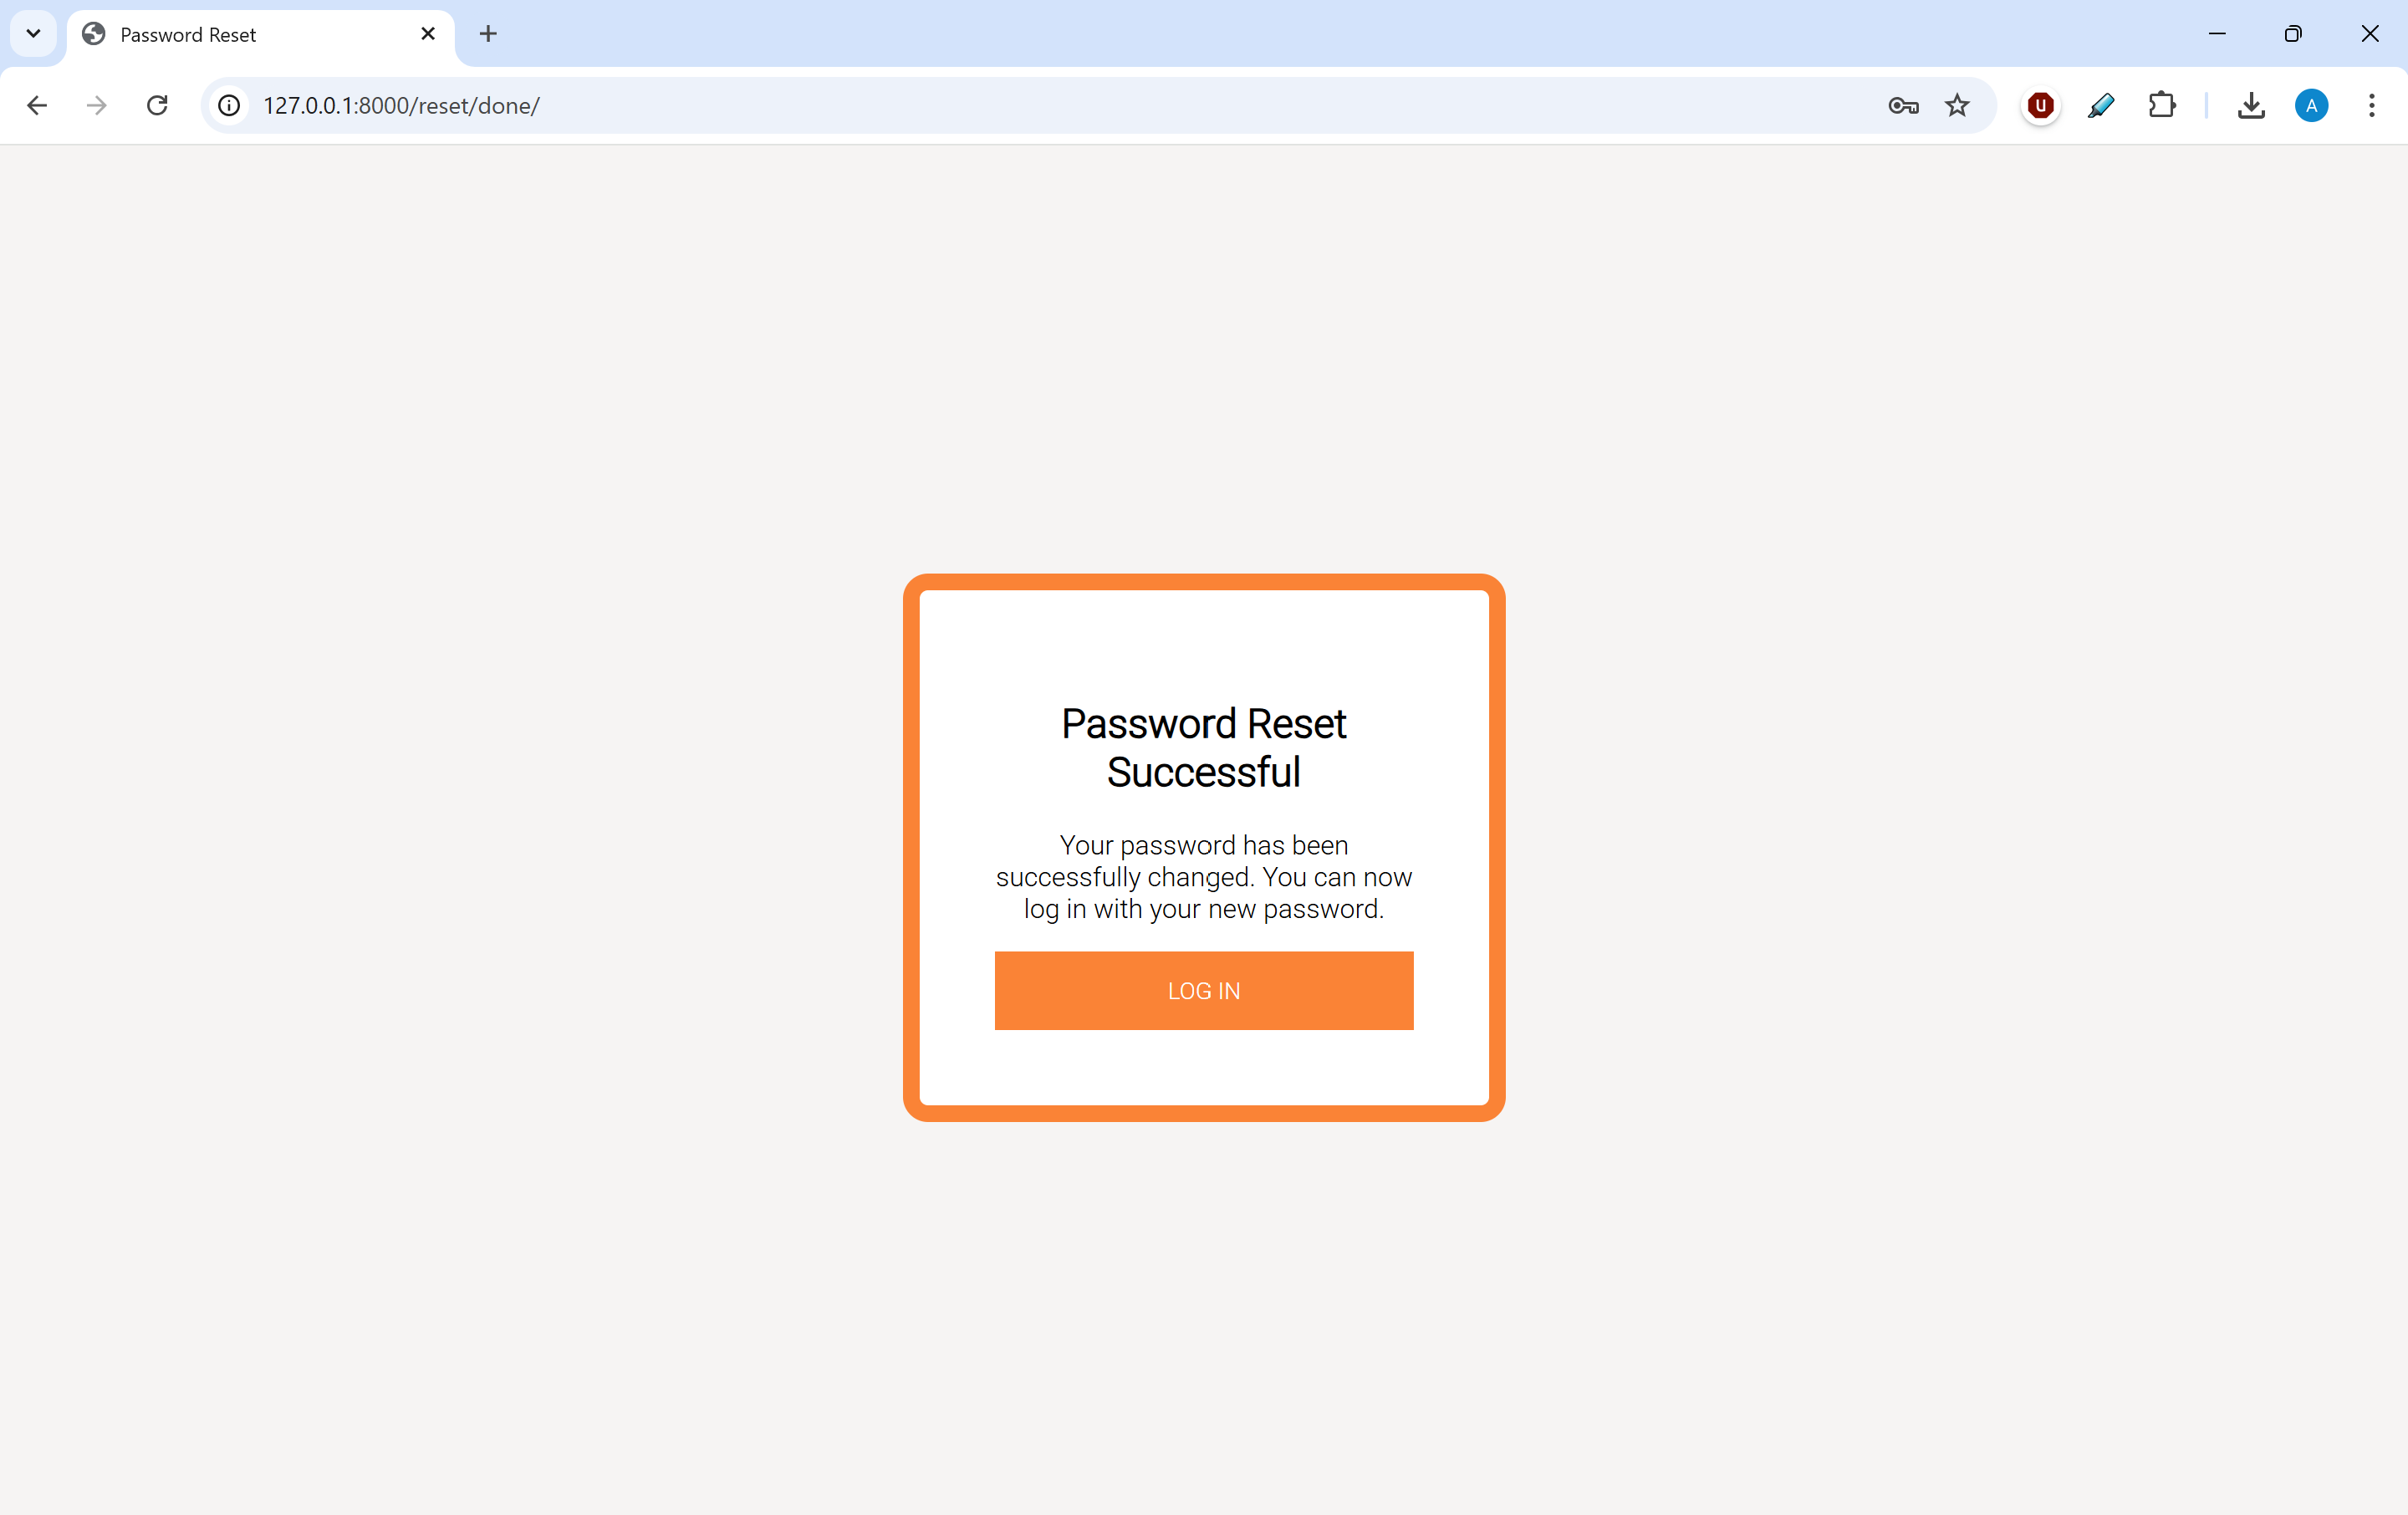 Password Reset
127.0.0.1:8000/reset/done/
U
A
Password Reset
Successful
Your password has been
successfully changed. You can now
log in with your new password.
LOG IN